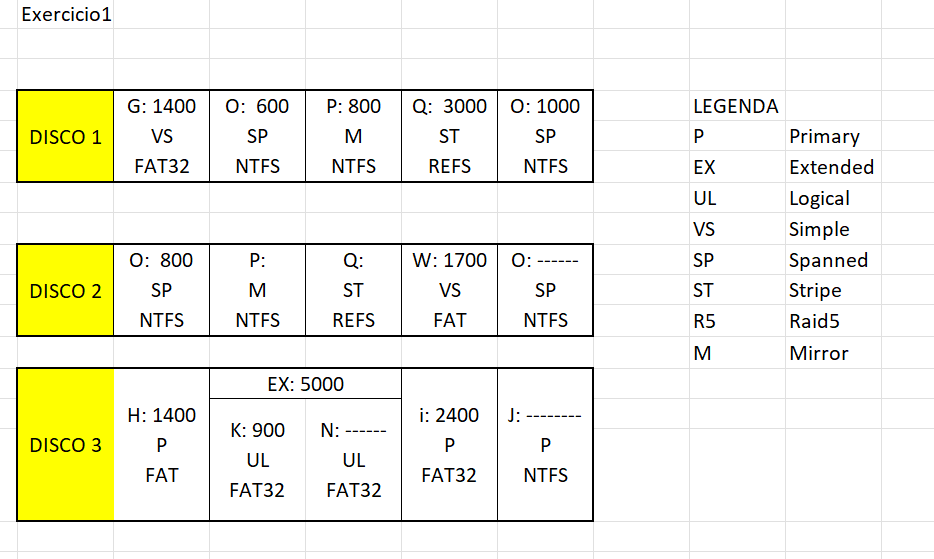 Exercicio1
DISCO 1
G: 1400
VS
FAT32
O:  600
SP
NTFS
P: 800
M
NTFS
Q:  3000
ST
REFS
O: 1000
SP
NTFS
LEGENDA
P Primary
EX Extended
UL Logical
VS Simple
SP Spanned
ST Stripe
R5 Raid5
M Mirror
DISCO 2
O:  800
SP
NTFS
P:
M
NTFS
Q:
ST
REFS
W: 1700
VS
FAT
O: ------
SP
NTFS
DISCO 3
H: 1400
P
FAT
EX: 5000
K: 900
UL
FAT32
N: ------
UL
FAT32
i: 2400
P
FAT32
J: --------
P
NTFS